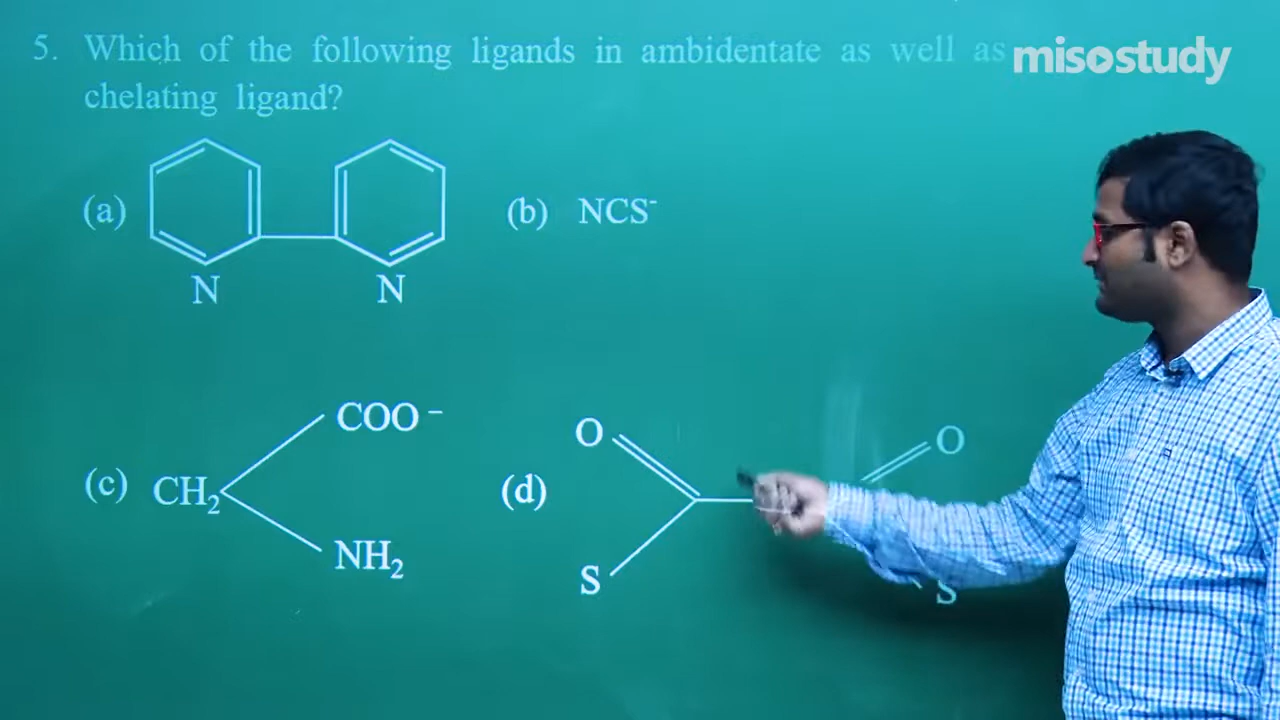 5. Which of the following ligands in ambidentate as well as
misostudy
chelating ligand?
(a)
N N
(b) NCS⁻
(c) CH₂
COO⁻
NH₂
(d)
O O
S S